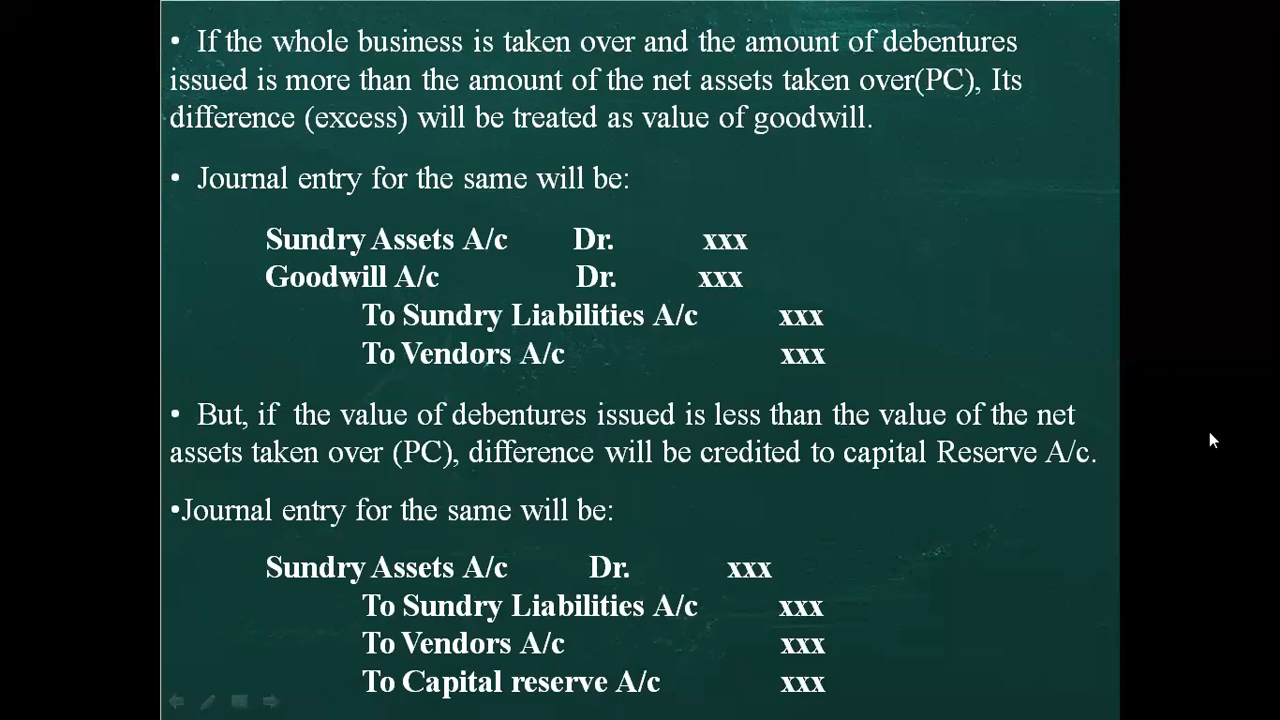 • If the whole business is taken over and the amount of debentures
issued is more than the amount of the net assets taken over(PC), Its
difference (excess) will be treated as value of goodwill.
• Journal entry for the same will be:
Sundry Assets A/c Dr. xxx
Goodwill A/c Dr. xxx
To Sundry Liabilities A/c xxx
To Vendors A/c xxx
• But, if the value of debentures issued is less than the value of the net
assets taken over (PC), difference will be credited to capital Reserve A/c.
•Journal entry for the same will be:
Sundry Assets A/c Dr. xxx
To Sundry Liabilities A/c xxx
To Vendors A/c xxx
To Capital reserve A/c xxx